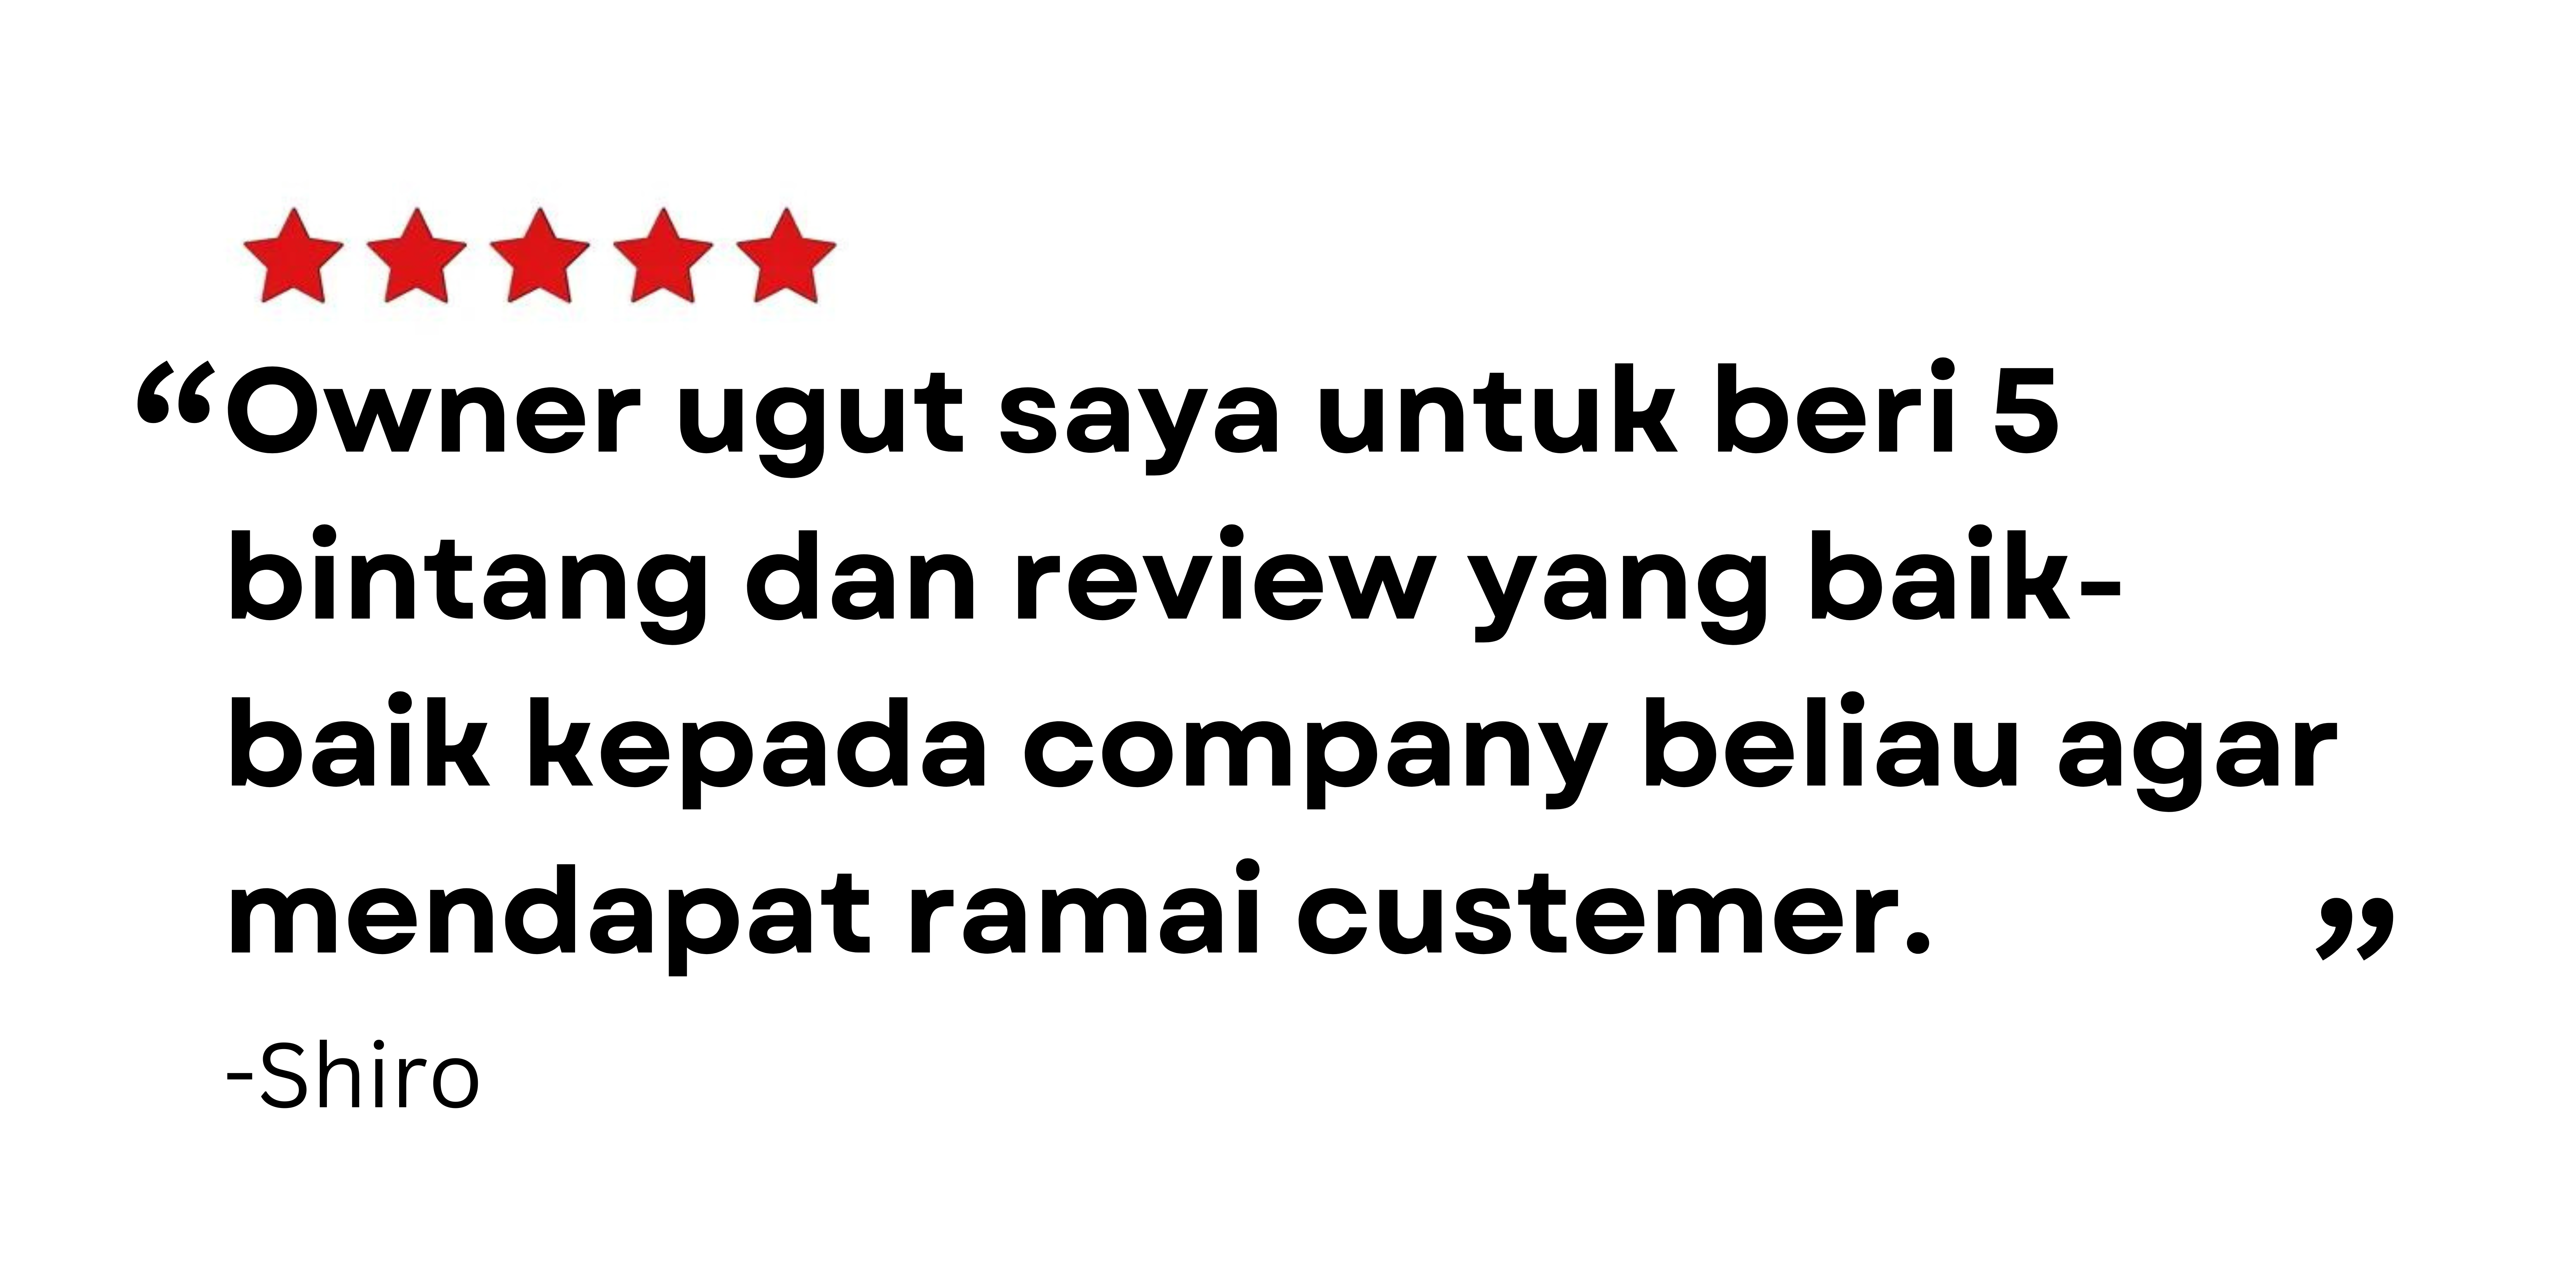 “Owner ugut saya untuk beri 5
bintang dan review yang baik-
baik kepada company beliau agar
mendapat ramai custemer. ”
-Shiro